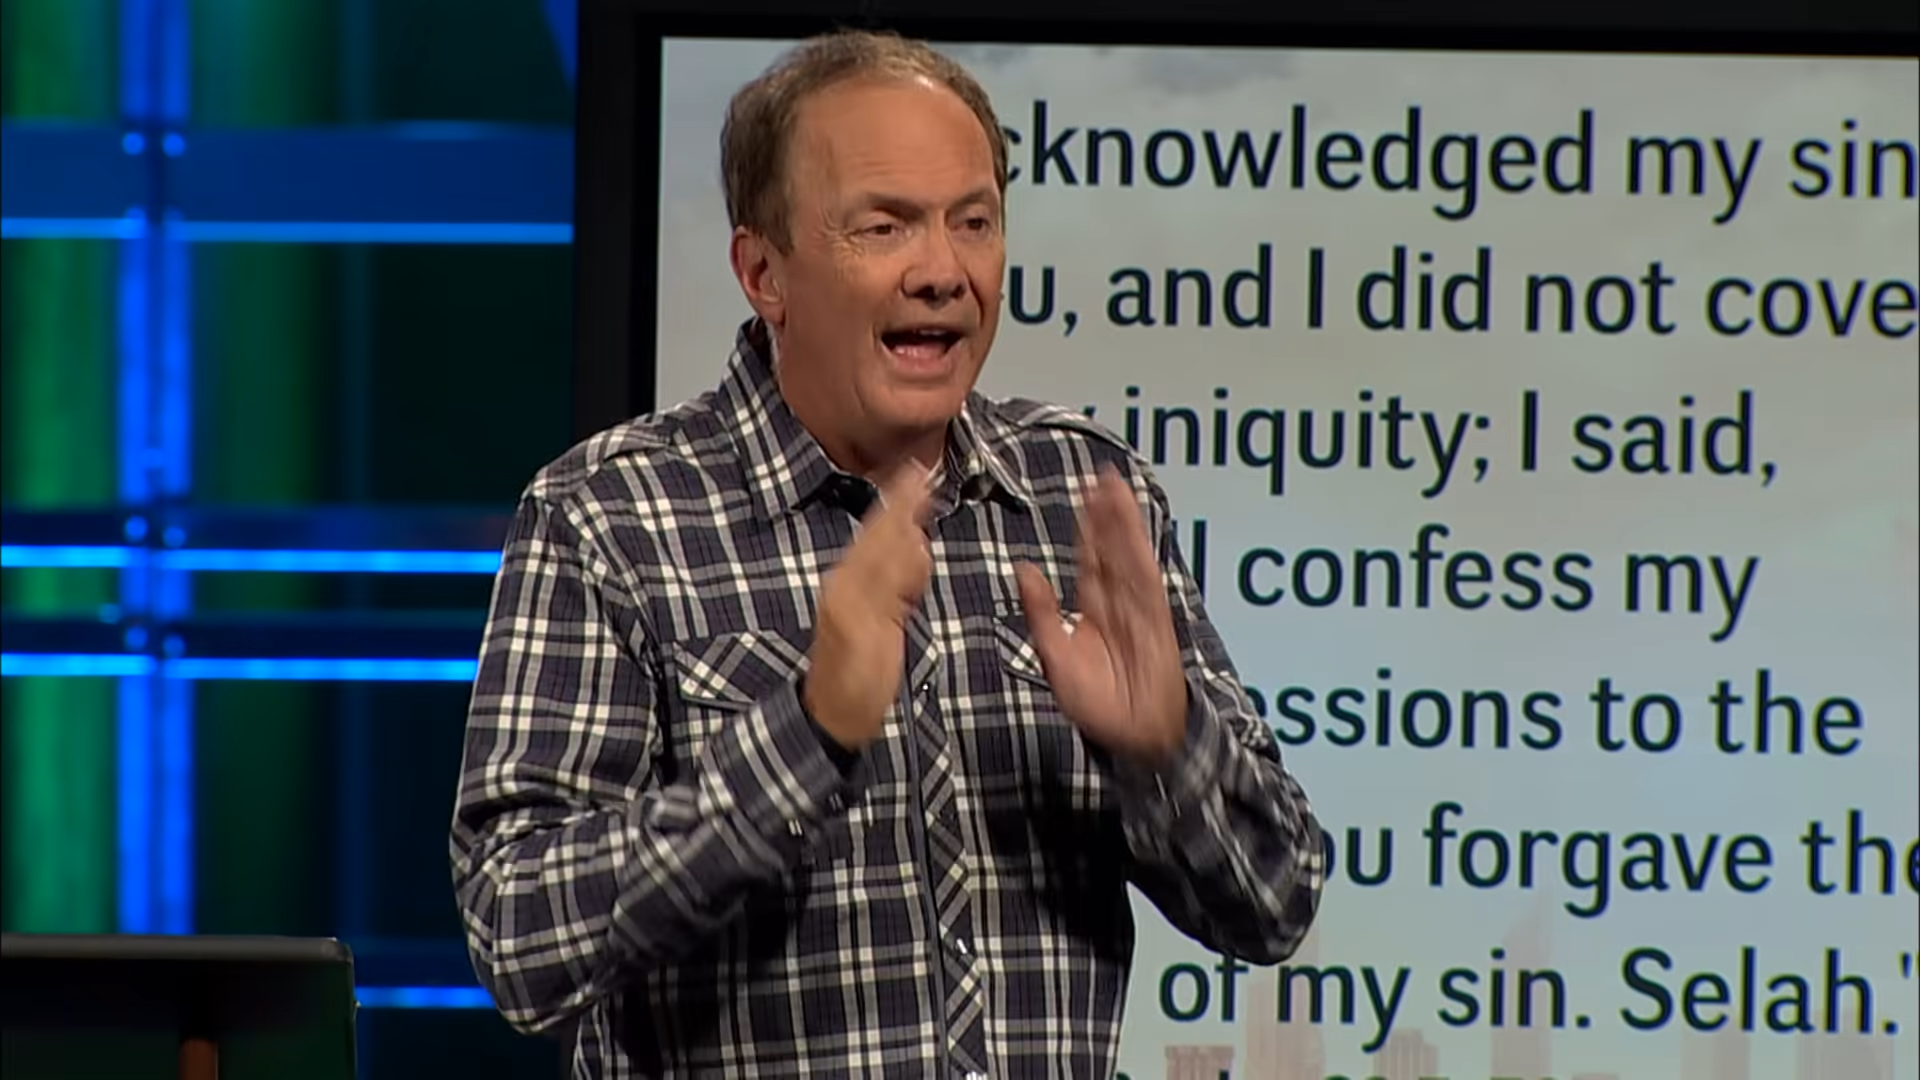 cknowledged my sin
u, and I did not cove
iniquity; I said,
I confess my
essions to the
ou forgave the
of my sin. Selah."